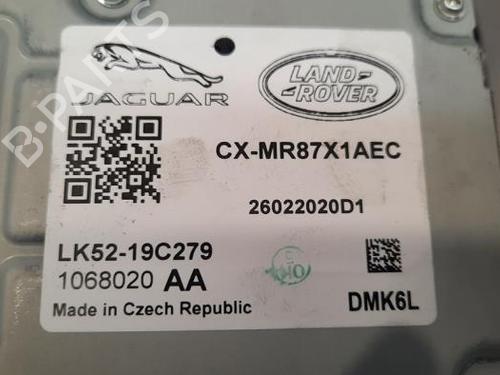 JAGUAR
LAND
ROVER
CX-MR87X1AEC
26022020D1
LK52-19C279
1068020 AA
Made in Czech Republic
DMK6L
B-PARTS